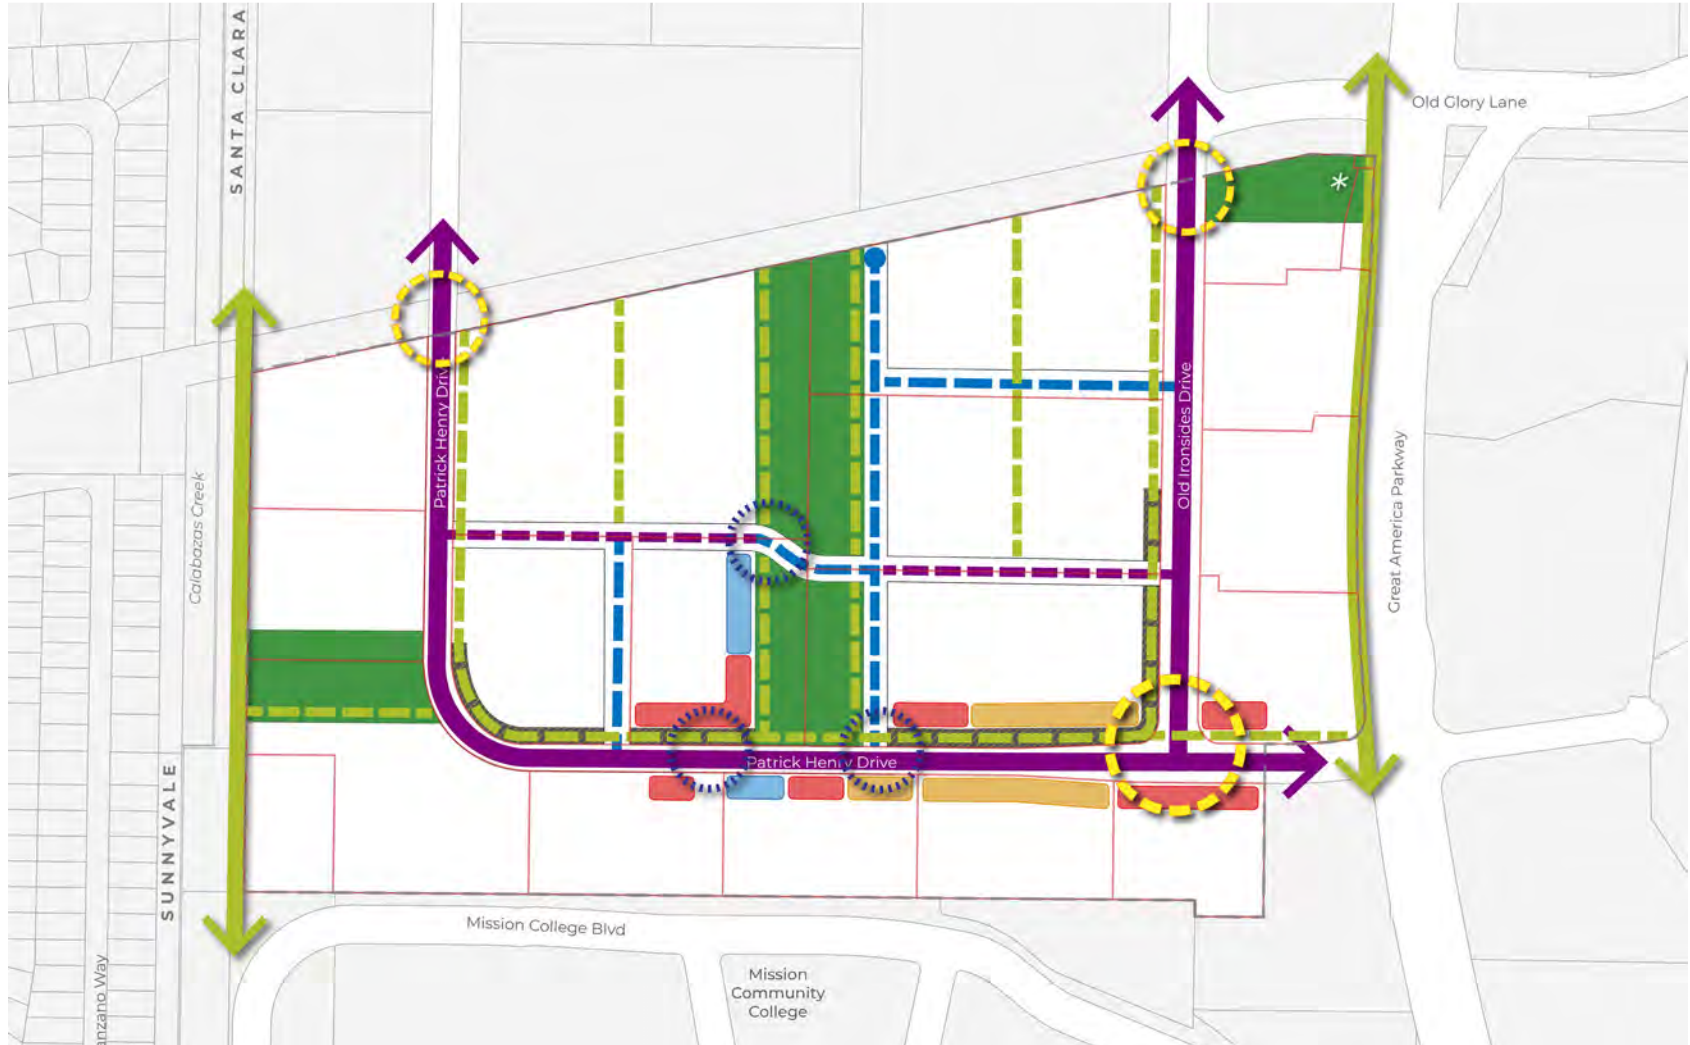 SANTA CLARA
Old Glory Lane
Patrick Henry Drive
Old Ironsides Drive
Great America Parkway
Calabazas Creek
Patrick Henry Drive
SUNNYVALE
Mission College Blvd
Mission
Community
College
anzano Way
*